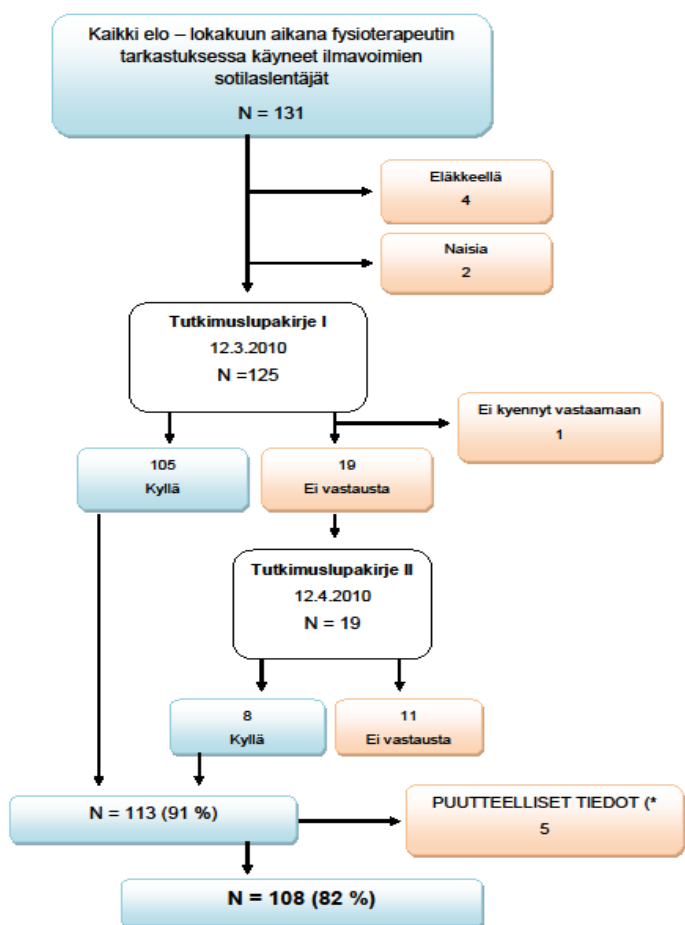 Kaikki elo – lokakuun aikana fysioterapeutin
tarkastuksessa käyneet ilmavoimien
sotilaslentäjät
N = 131
Eläkkeellä
4
Naisia
2
Tutkimuslupakirje I
12.3.2010
N =125
Ei kyennyt vastaamaan
1
105
Kyllä
19
Ei vastausta
Tutkimuslupakirje II
12.4.2010
N = 19
8
Kyllä
11
Ei vastausta
N = 113 (91 %)
PUUTTEELLISET TIEDOT (*
5
N = 108 (82 %)